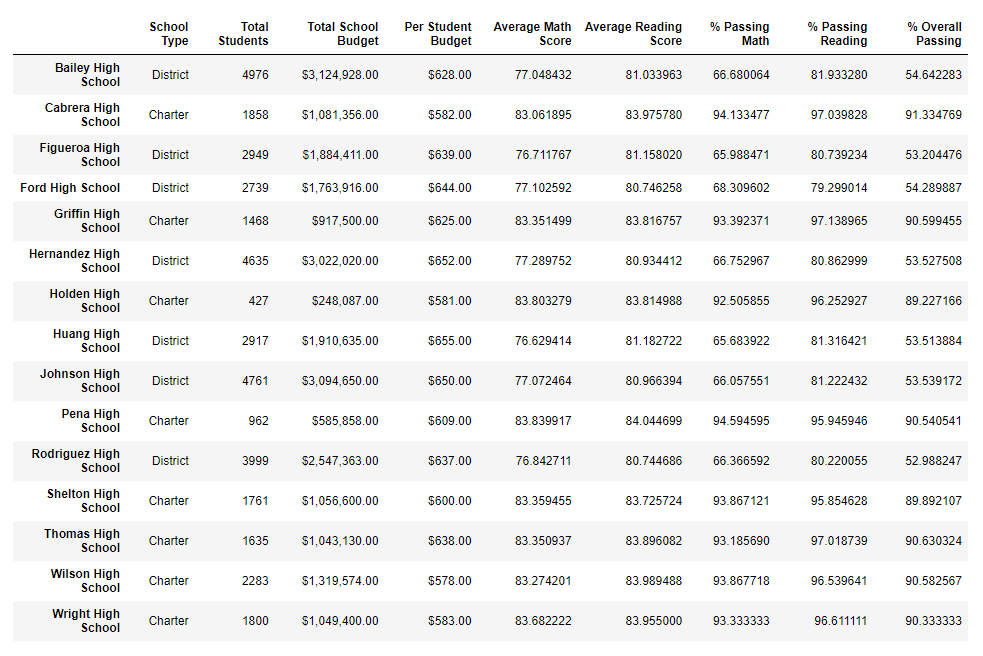 School Type Total Students Total School Budget Per Student Budget Average Math Score Average Reading Score % Passing Math % Passing Reading % Overall Passing
Bailey High School District 4976 $3,124,928.00 $628.00 77.048432 81.033963 66.680064 81.933280 54.642283
Cabrera High School Charter 1858 $1,081,356.00 $582.00 83.061895 83.975780 94.133477 97.039828 91.334769
Figueroa High School District 2949 $1,884,411.00 $639.00 76.711767 81.158020 65.988471 80.739234 53.204476
Ford High School District 2739 $1,763,916.00 $644.00 77.102592 80.746258 68.309602 79.299014 54.289887
Griffin High School Charter 1468 $917,500.00 $625.00 83.351499 83.816757 93.392371 97.138965 90.599455
Hernandez High School District 4635 $3,022,020.00 $652.00 77.289752 80.934412 66.752967 80.862999 53.527508
Holden High School Charter 427 $248,087.00 $581.00 83.803279 83.814988 92.505855 96.252927 89.227166
Huang High School District 2917 $1,910,635.00 $655.00 76.629414 81.182722 65.683922 81.316421 53.513884
Johnson High School District 4761 $3,094,650.00 $650.00 77.072464 80.966394 66.057551 81.222432 53.539172
Pena High School Charter 962 $585,858.00 $609.00 83.839917 84.044699 94.594595 95.945946 90.540541
Rodriguez High School District 3999 $2,547,363.00 $637.00 76.842711 80.744686 66.366592 80.220055 52.988247
Shelton High School Charter 1761 $1,056,600.00 $600.00 83.359455 83.725724 93.867121 95.854628 89.892107
Thomas High School Charter 1635 $1,043,130.00 $638.00 83.350937 83.896082 93.185690 97.018739 90.630324
Wilson High School Charter 2283 $1,319,574.00 $578.00 83.274201 83.989488 93.867718 96.539641 90.582567
Wright High School Charter 1800 $1,049,400.00 $583.00 83.682222 83.955000 93.333333 96.611111 90.333333